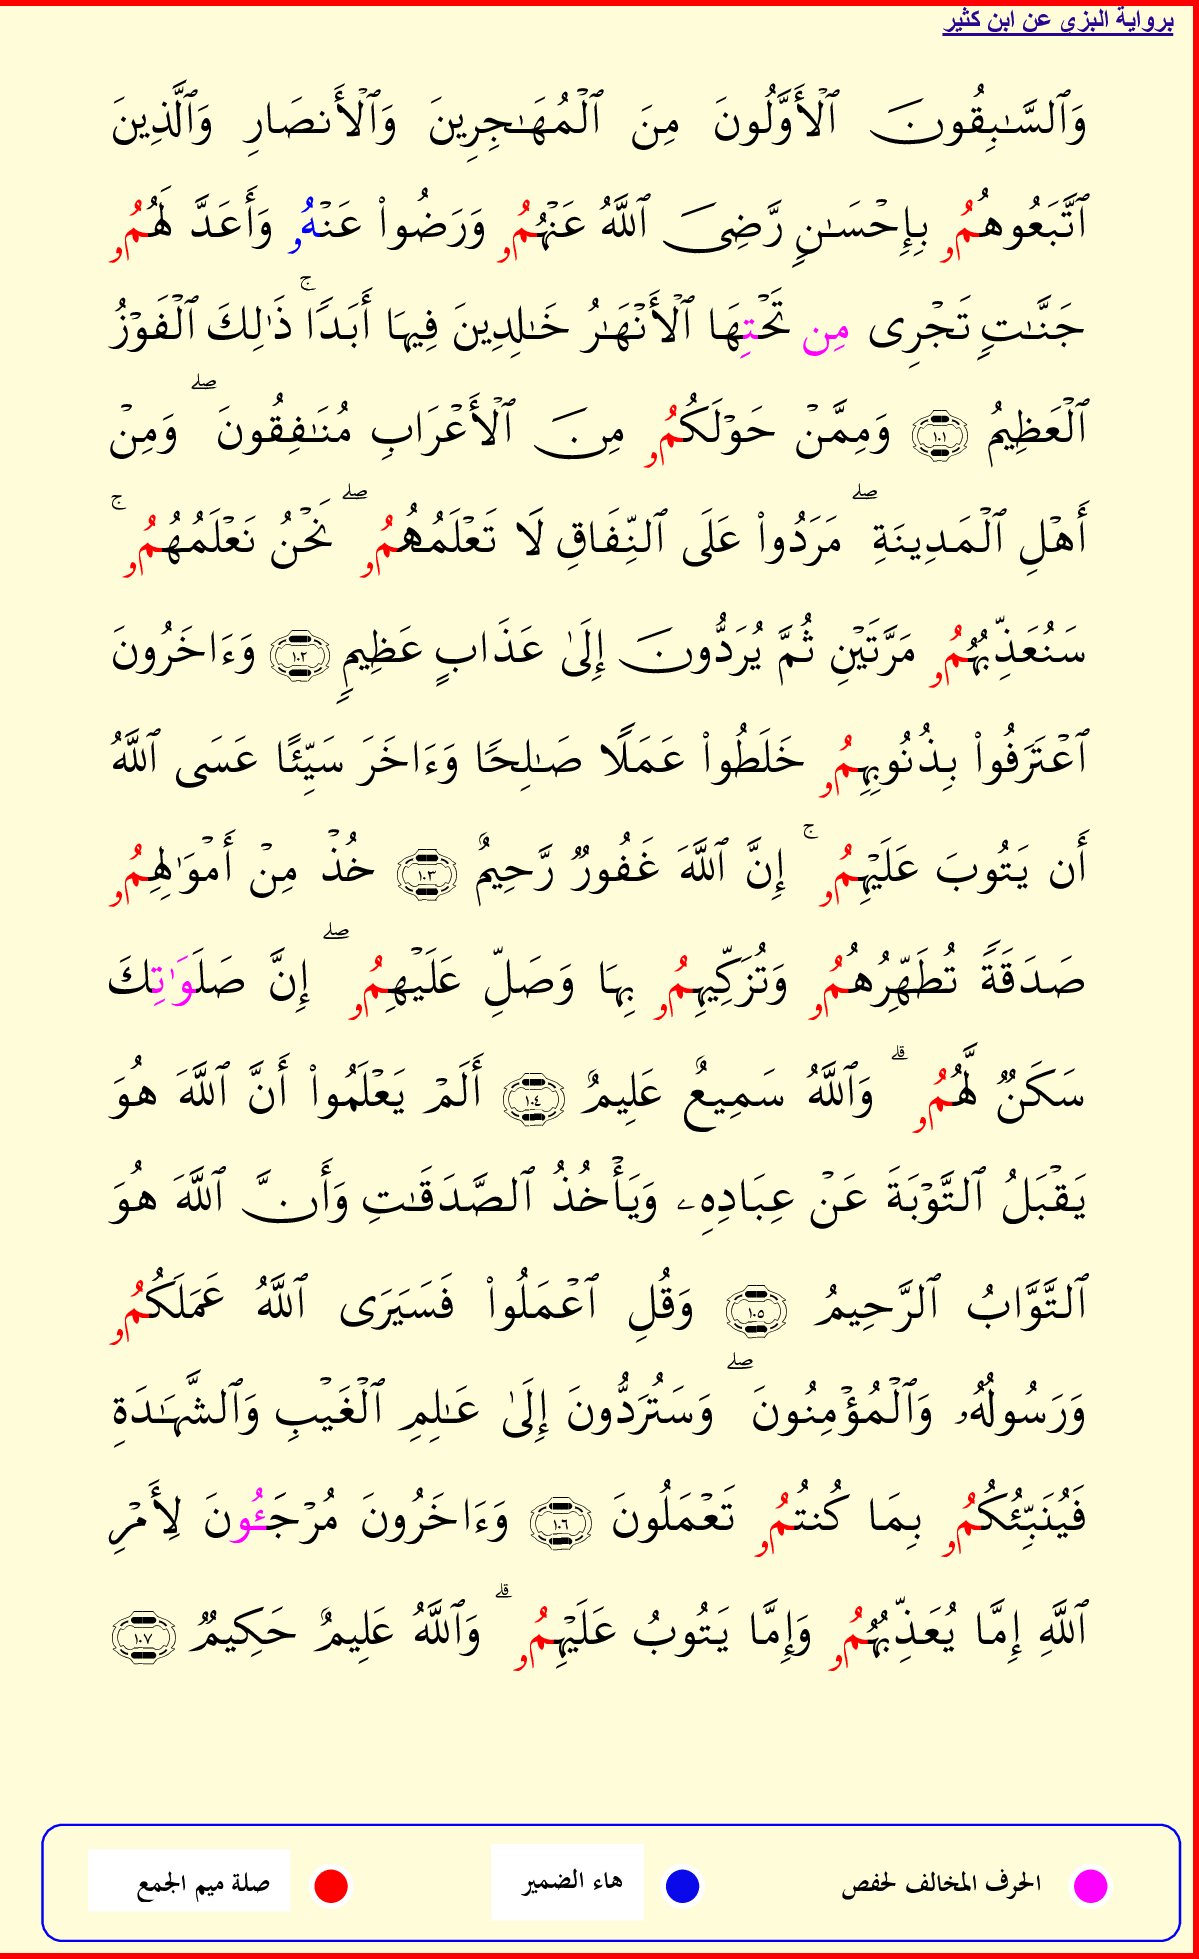 برواية البزي عن ابن كثير
وَٱلسَّـٰبِقُونَ ٱلۡأَوَّلُونَ مِنَ ٱلۡمُهَـٰجِرِينَ وَٱلۡأَنصَارِ وَٱلَّذِينَ
ٱتَّبَعُوهُمُۥ بِإِحۡسَـٰنٍ رَّضِىَ ٱللَّهُ عَنۡهُمُۥ وَرَضُوا۟ عَنۡهُۥ وَأَعَدَّ لَهُمُۥ
جَنَّـٰتٍ تَجۡرِى مِن تَحۡتِهَا ٱلۡأَنۡهَـٰرُ خَـٰلِدِينَ فِيهَا أَبَدًاۚ ذَٰلِكَ ٱلۡفَوۡزُ
ٱلۡعَظِيمُ ١٠١ وَمِمَّنۡ حَوۡلَكُمُۥ مِنَ ٱلۡأَعۡرَابِ مُنَـٰفِقُونَۖ وَمِنۡ
أَهۡلِ ٱلۡمَدِينَةِۖ مَرَدُوا۟ عَلَى ٱلنِّفَاقِ لَا تَعۡلَمُهُمُۥۖ نَحۡنُ نَعۡلَمُهُمُۥۚ
سَنُعَذِّبُهُمُۥ مَرَّتَيۡنِ ثُمَّ يُرَدُّونَ إِلَىٰ عَذَابٍ عَظِيمٍ ١٠٢ وَءَاخَرُونَ
ٱعۡتَرَفُوا۟ بِذُنُوبِهِمُۥ خَلَطُوا۟ عَمَلًا صَـٰلِحًا وَءَاخَرَ سَيِّئًا عَسَى ٱللَّهُ
أَن يَتُوبَ عَلَيۡهِمُۥۚ إِنَّ ٱللَّهَ غَفُورٌ رَّحِيمٌ ١٠٣ خُذۡ مِنۡ أَمۡوَٰلِهِمُۥ
صَدَقَةً تُطَهِّرُهُمُۥ وَتُزَكِّيهِمُۥ بِهَا وَصَلِّ عَلَيۡهِمُۥۖ إِنَّ صَلَوَٰتِكَ
سَكَنٌ لَّهُمُۥۗ وَٱللَّهُ سَمِيعٌ عَلِيمٌ ١٠٤ أَلَمۡ يَعۡلَمُوا۟ أَنَّ ٱللَّهَ هُوَ
يَقۡبَلُ ٱلتَّوۡبَةَ عَنۡ عِبَادِهِۦ وَيَأۡخُذُ ٱلصَّدَقَـٰتِ وَأَنَّ ٱللَّهَ هُوَ
ٱلتَّوَّابُ ٱلرَّحِيمُ ١٠٥ وَقُلِ ٱعۡمَلُوا۟ فَسَيَرَى ٱللَّهُ عَمَلَكُمُۥ
وَرَسُولُهُۥ وَٱلۡمُؤۡمِنُونَۖ وَسَتُرَدُّونَ إِلَىٰ عَـٰلِمِ ٱلۡغَيۡبِ وَٱلشَّهَـٰدَةِ
فَيُنَبِّئُكُمُۥ بِمَا كُنتُمُۥ تَعۡمَلُونَ ١٠٦ وَءَاخَرُونَ مُرۡجَـُٔونَ لِأَمۡرِ
ٱللَّهِ إِمَّا يُعَذِّبُهُمُۥ وَإِمَّا يَتُوبُ عَلَيۡهِمُۥۗ وَٱللَّهُ عَلِيمٌ حَكِيمٌ ١٠٧
الحرف المخالف لحفص هاء الضمير صلة ميم الجمع